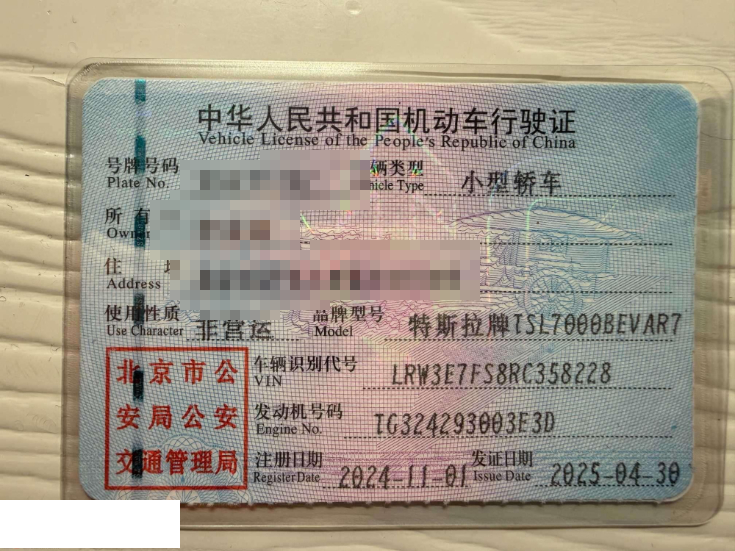 中华人民共和国机动车行驶证
Vehicle License of the People's Republic of China
号牌号码 辆类型 小型轿车
Plate No. hicle Type
所有
Owner
住 址
Address
使用性质 非营运 品牌型号 特斯拉牌TSL7000BEVAR7
Use Character Model
北京市公安局公安交通管理局
车辆识别代号 LRW3E7FS8RC358228
VIN
发动机号码 TG324293003E3D
Engine No.
注册日期 2024-11-01 发证日期 2025-04-30
Register Date Issue Date